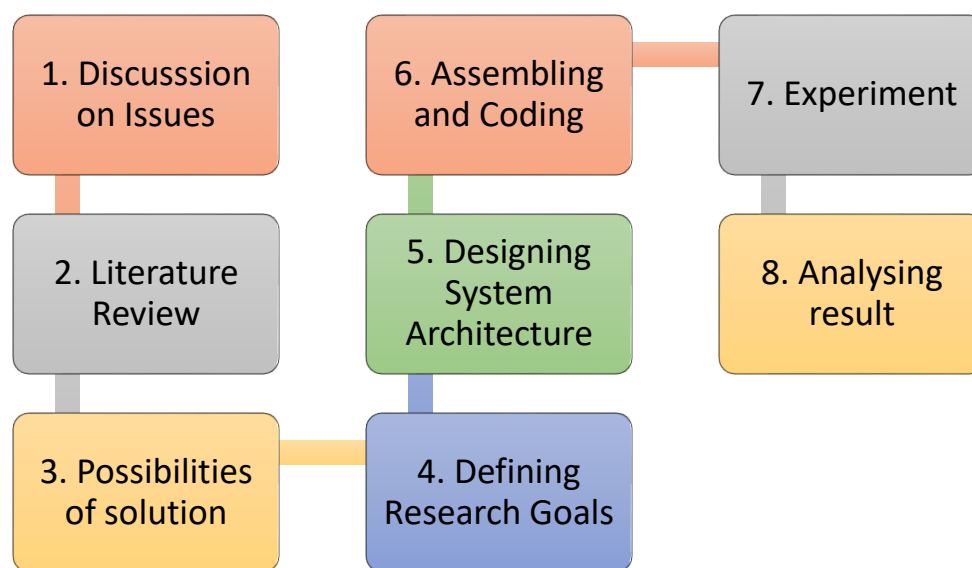 1. Discusssion
on Issues
2. Literature
Review
3. Possibilities
of solution
4. Defining
Research Goals
5. Designing
System
Architecture
6. Assembling
and Coding
7. Experiment
8. Analysing
result